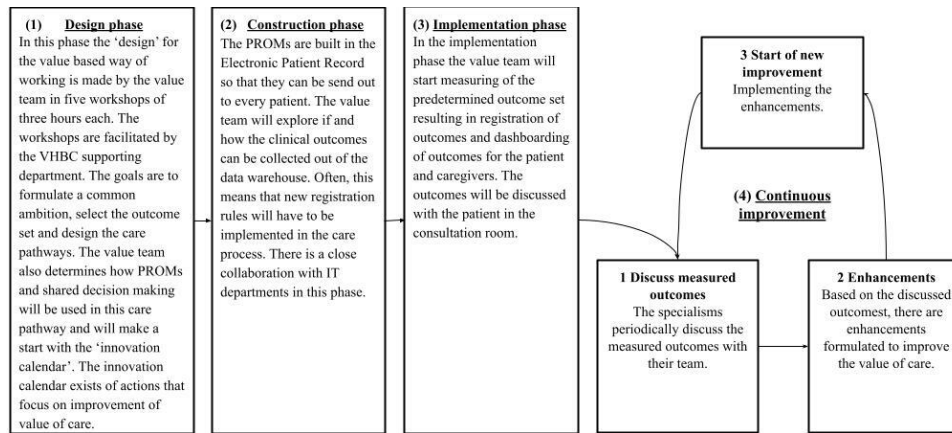 (1) Design phase
In this phase the ‘design’ for
the value based way of
working is made by the value
team in five workshops of
three hours each. The
workshops are facilitated by
the VHBC supporting
department. The goals are to
formulate a common
ambition, select the outcome
set and design the care
pathways. The value team
also determines how PROMs
and shared decision making
will be used in this care
pathway and will make a
start with the ‘innovation
calendar’. The innovation
calendar exists of actions that
focus on improvement of
value of care.
(2) Construction phase
The PROMs are built in the
Electronic Patient Record
so that they can be send out
to every patient. The value
team will explore if and
how the clinical outcomes
can be collected out of the
data warehouse. Often, this
means that new registration
rules will have to be
implemented in the care
process. There is a close
collaboration with IT
departments in this phase.
(3) Implementation phase
In the implementation
phase the value team will
start measuring of the
predetermined outcome set
resulting in registration of
outcomes and dashboarding
of outcomes for the patient
and caregivers. The
outcomes will be discussed
with the patient in the
consultation room.
3 Start of new
improvement
Implementing the
enhancements.
(4) Continuous
improvement
1 Discuss measured
outcomes
The specialisms
periodically discuss the
measured outcomes with
their team.
2 Enhancements
Based on the discussed
outcomest, there are
enhancements
formulated to improve
the value of care.